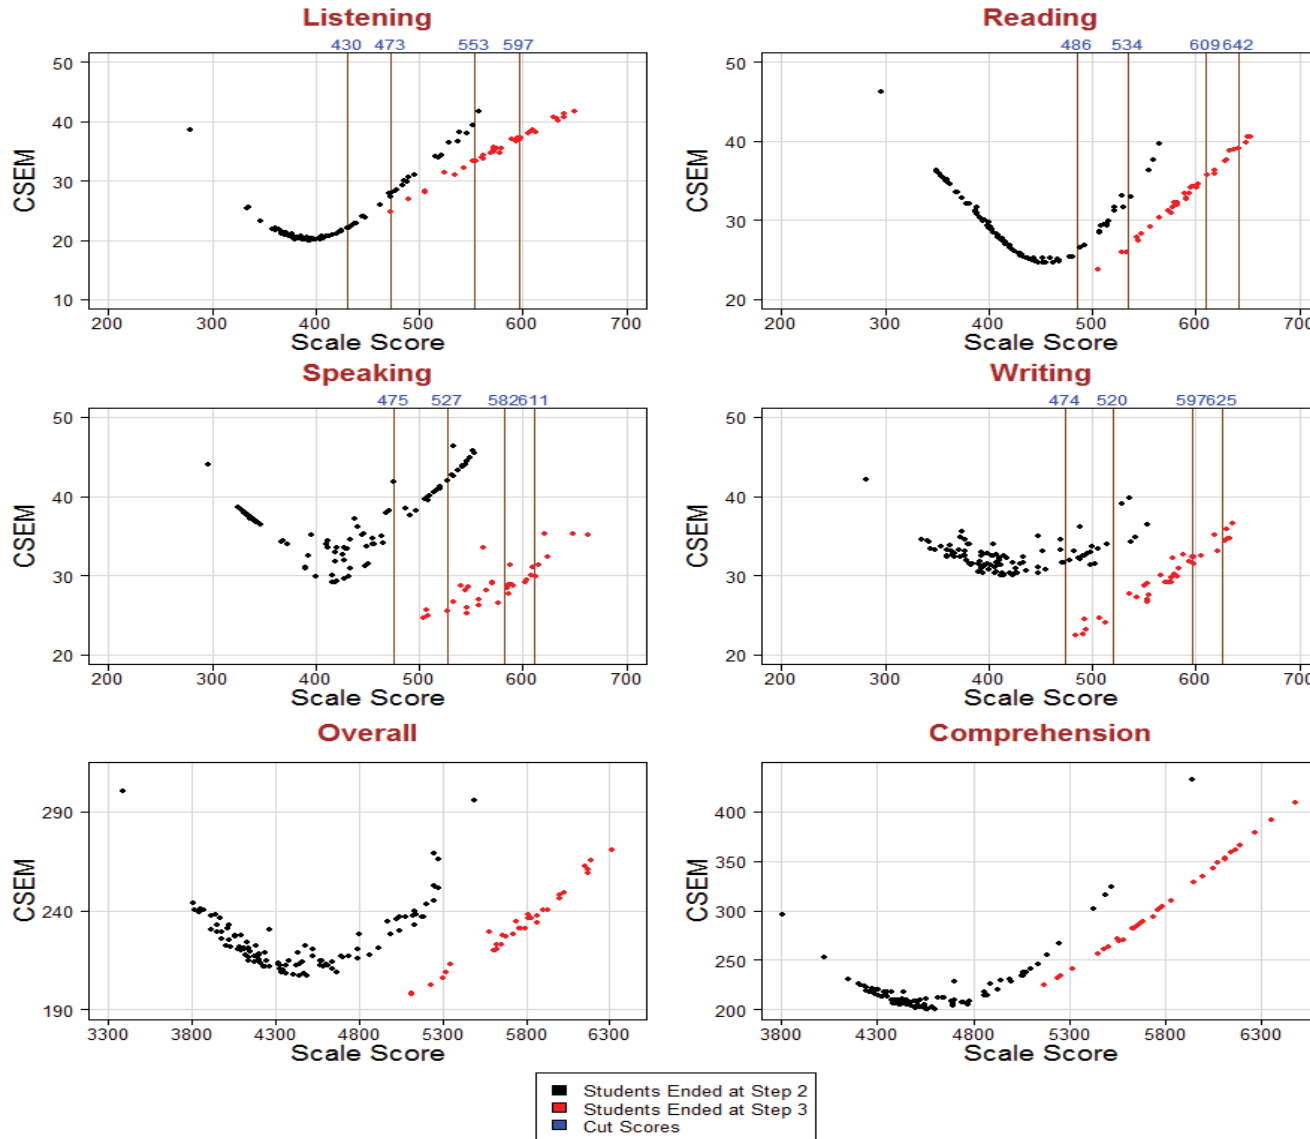 Listening
430 473 553 597
50
40
30
20
10
CSEM
200 300 400 500 600 700
Scale Score
Reading
486 534 609 642
50
40
30
20
CSEM
200 300 400 500 600 700
Scale Score
Speaking
475 527 582 611
50
40
30
20
CSEM
200 300 400 500 600 700
Scale Score
Writing
474 520 597 625
50
40
30
20
CSEM
200 300 400 500 600 700
Scale Score
Overall
290
240
190
CSEM
3300 3800 4300 4800 5300 5800 6300
Scale Score
Comprehension
400
350
300
250
200
CSEM
3800 4300 4800 5300 5800 6300
Scale Score
Students Ended at Step 2
Students Ended at Step 3
Cut Scores